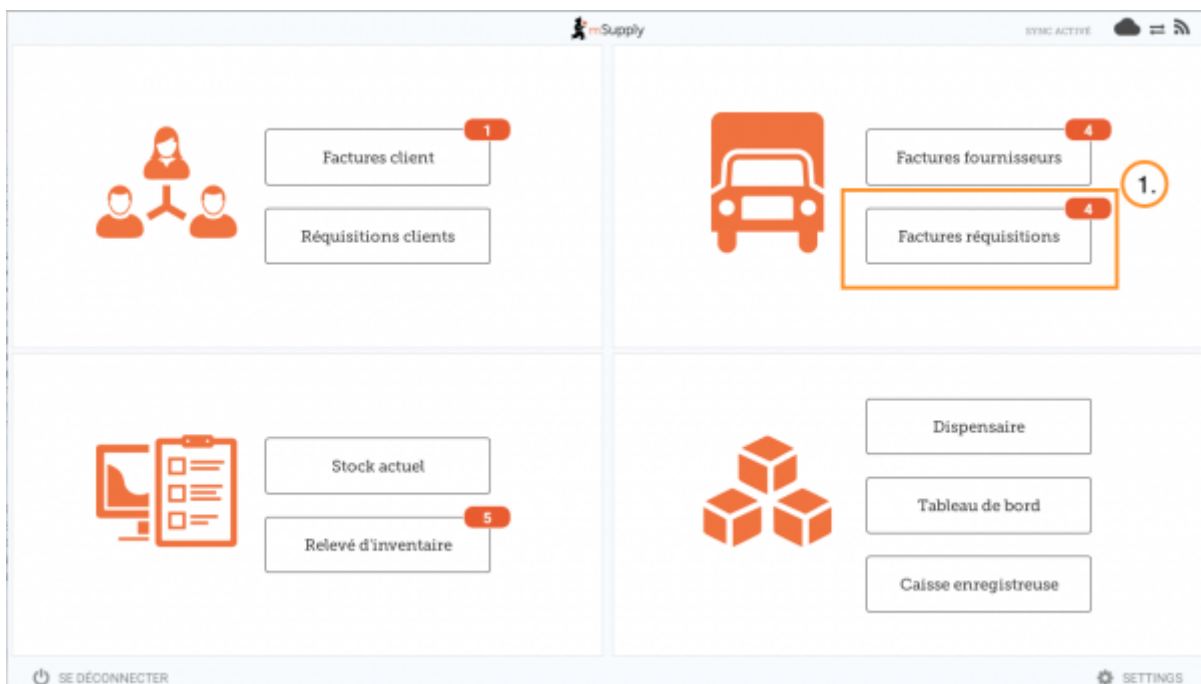 mSupply
SYNC ACTIVÉ
1
Factures client
Réquisitions clients
4
Factures fournisseurs
1.
4
Factures réquisitions
Stock actuel
5
Relevé d'inventaire
Dispensaire
Tableau de bord
Caisse enregistreuse
SE DÉCONNECTER
SETTINGS